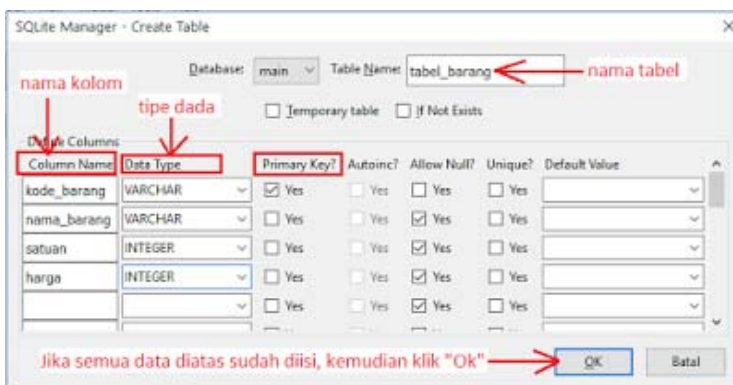 SQLite Manager - Create Table
Database: main Table Name: tabel_barang nama tabel
nama kolom
tipe dada
Temporary table If Not Exists
Define Columns
Column Name Data Type Primary Key? Autoinc? Allow Null? Unique? Default Value
kode_barang VARCHAR Yes Yes Yes Yes
nama_barang VARCHAR Yes Yes Yes Yes
satuan INTEGER Yes Yes Yes Yes
harga INTEGER Yes Yes Yes Yes
Yes Yes Yes Yes
Jika semua data diatas sudah diisi, kemudian klik "Ok" OK Batal